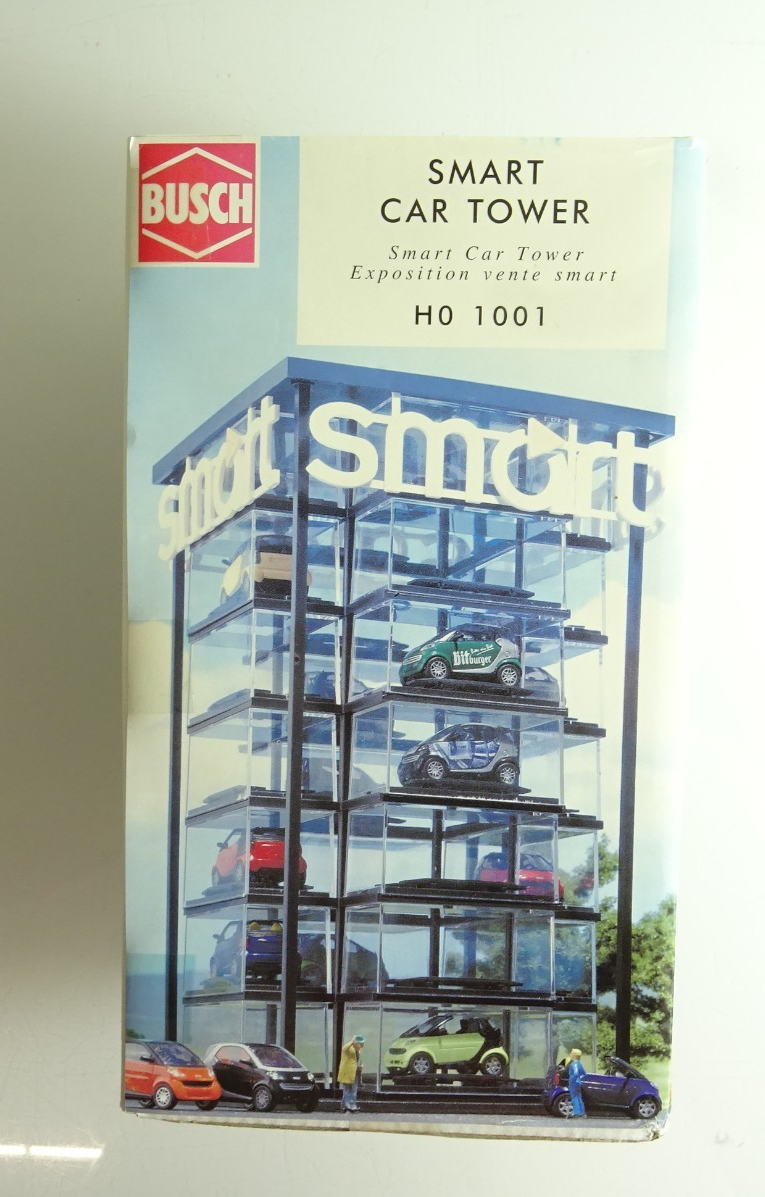 BUSCH
SMART
CAR TOWER
Smart Car Tower
Exposition vente smart
H0 1001
smart
smart
Bitburger